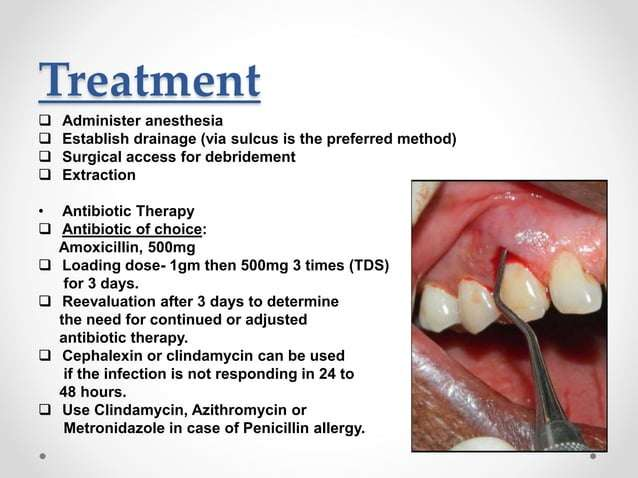 Treatment
❑ Administer anesthesia
❑ Establish drainage (via sulcus is the preferred method)
❑ Surgical access for debridement
❑ Extraction
• Antibiotic Therapy
❑ Antibiotic of choice:
Amoxicillin, 500mg
❑ Loading dose- 1gm then 500mg 3 times (TDS)
for 3 days.
❑ Reevaluation after 3 days to determine
the need for continued or adjusted
antibiotic therapy.
❑ Cephalexin or clindamycin can be used
if the infection is not responding in 24 to
48 hours.
❑ Use Clindamycin, Azithromycin or
Metronidazole in case of Penicillin allergy.